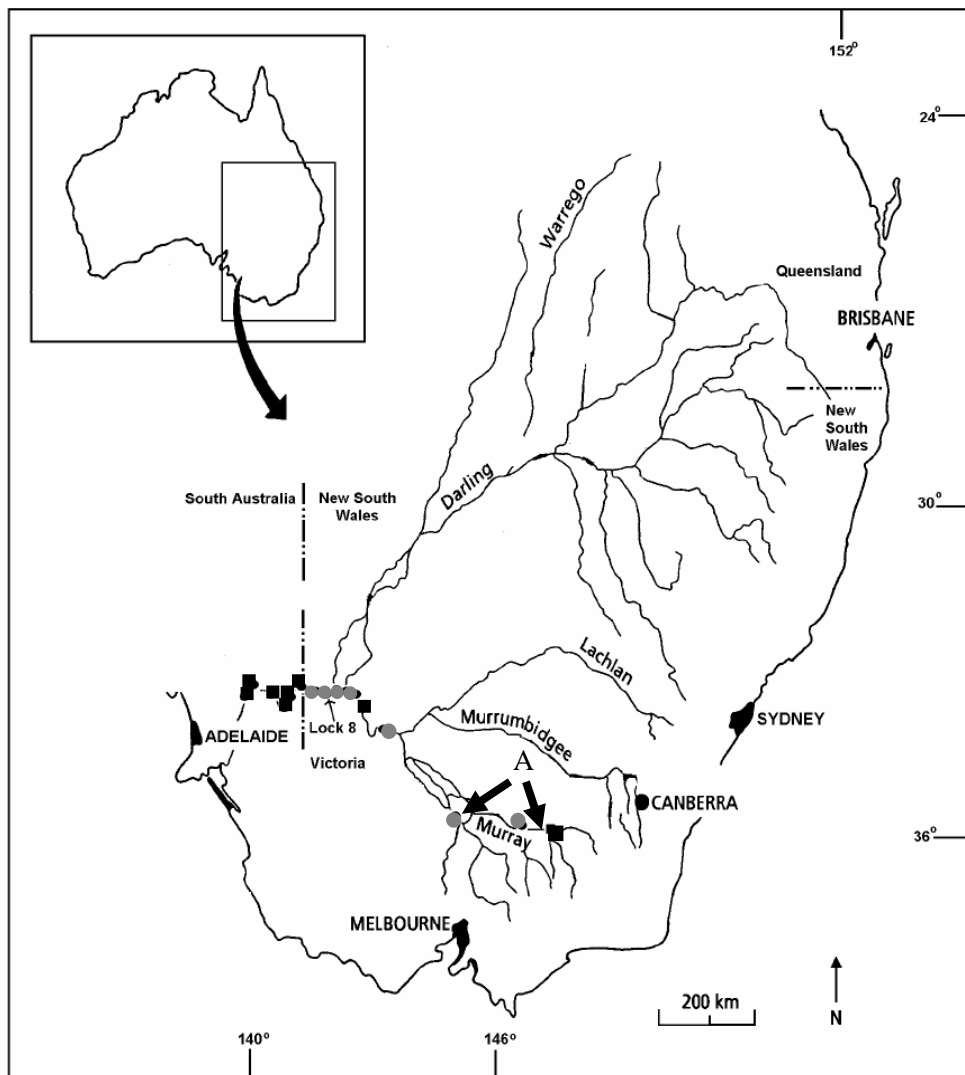 152°
24°
Warrego
Queensland
BRISBANE
New
South
Wales
Darling
South Australia
New South
Wales
30°
Lachlan
Lock 8
ADELAIDE
Victoria
Murrumbidgee
SYDNEY
A
CANBERRA
Murray
36°
MELBOURNE
200 km
N
140°
146°